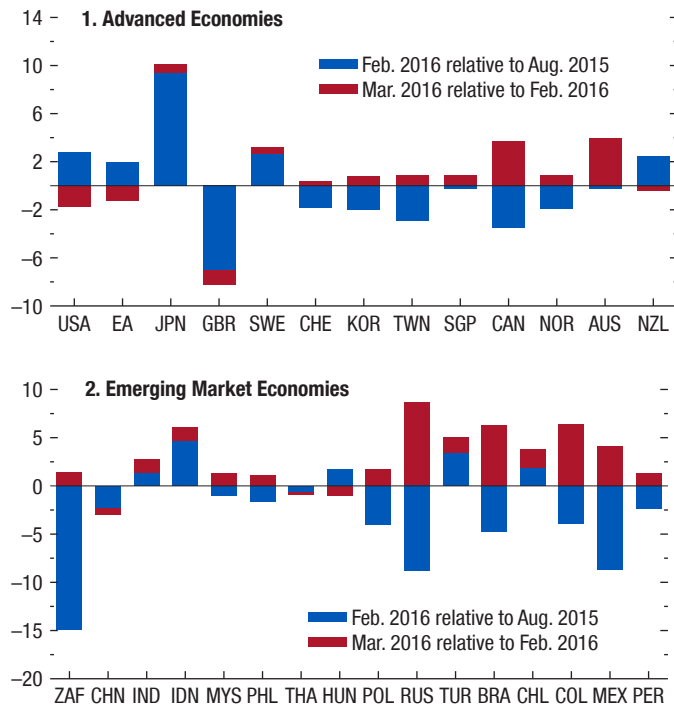 1. Advanced Economies
14
10
6
2
–2
–6
–10
Feb. 2016 relative to Aug. 2015
Mar. 2016 relative to Feb. 2016
USA EA JPN GBR SWE CHE KOR TWN SGP CAN NOR AUS NZL
2. Emerging Market Economies
10
5
0
–5
–10
–15
–20
Feb. 2016 relative to Aug. 2015
Mar. 2016 relative to Feb. 2016
ZAF CHN IND IDN MYS PHL THA HUN POL RUS TUR BRA CHL COL MEX PER